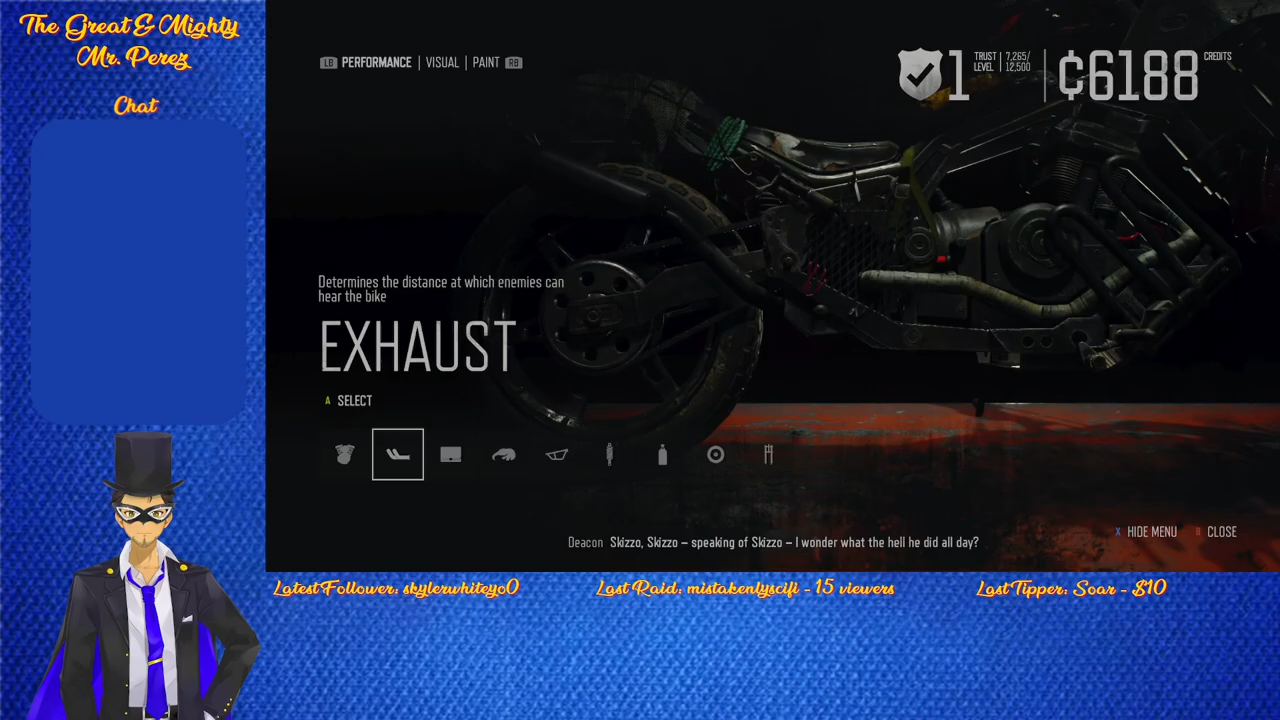 The Great & Mighty
Mr. Perez
Chat
LB PERFORMANCE | VISUAL | PAINT RB
1 TRUST LEVEL | 7,265/12,500
₵6188 CREDITS
Determines the distance at which enemies can
hear the bike
EXHAUST
A SELECT
X HIDE MENU B CLOSE
Deacon Skizzo, Skizzo – speaking of Skizzo – I wonder what the hell he did all day?
Latest Follower: skylerwhiteyo0 Last Raid: mistakenlyscifi - 15 viewers Last Tipper: Soar - $10